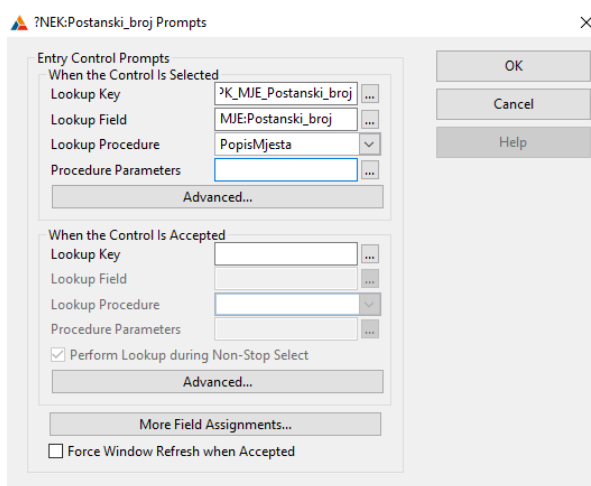 ?NEK:Postanski_broj Prompts
OK
Cancel
Help
Entry Control Prompts
When the Control Is Selected
Lookup Key PK_MJE_Postanski_broj ...
Lookup Field MJE:Postanski_broj ...
Lookup Procedure PopisMjesta
Procedure Parameters ...
Advanced...
When the Control Is Accepted
Lookup Key ...
Lookup Field ...
Lookup Procedure
Procedure Parameters ...
Perform Lookup during Non-Stop Select
Advanced...
More Field Assignments...
Force Window Refresh when Accepted